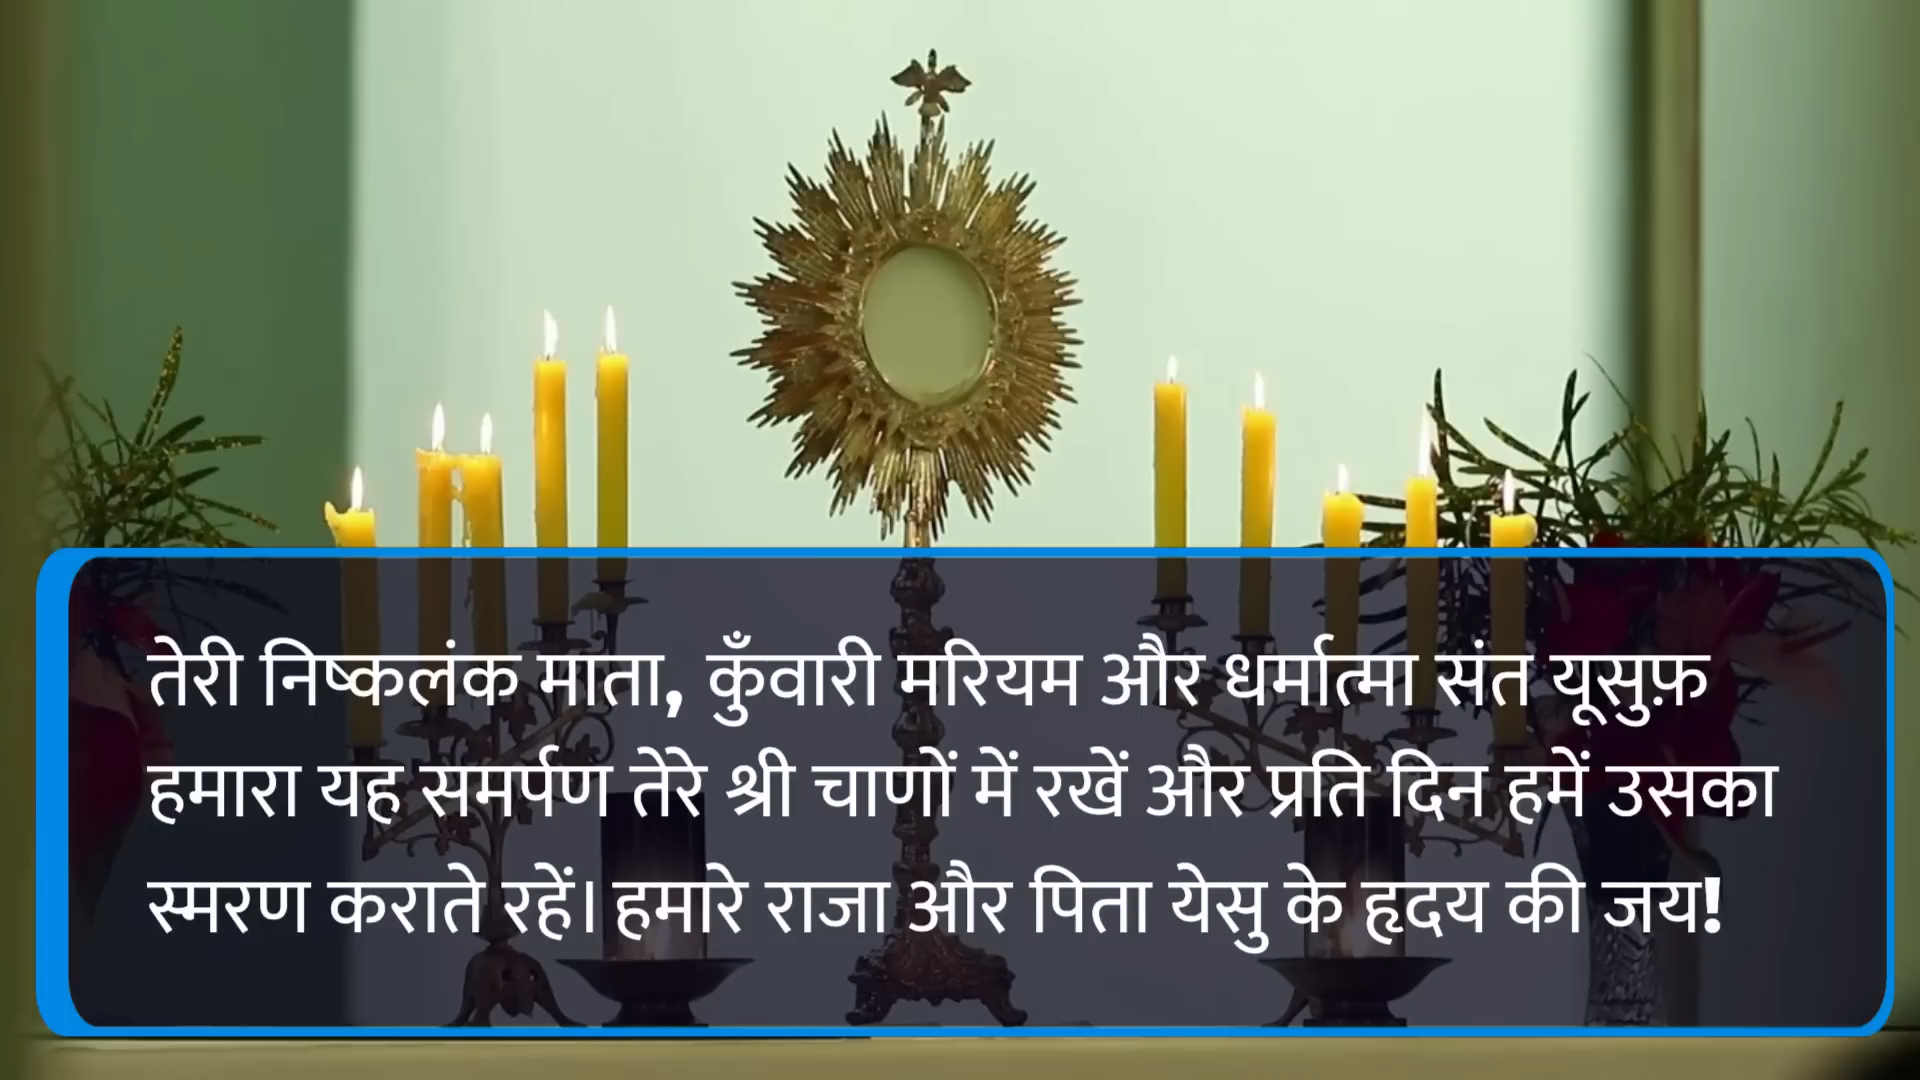 तेरी निष्कलंक माता, कुँवारी मरियम और धर्मात्मा संत यूसुफ़
हमारा यह समर्पण तेरे श्री चाणों में रखें और प्रति दिन हमें उसका
स्मरण कराते रहें। हमारे राजा और पिता येसु के हृदय की जय!